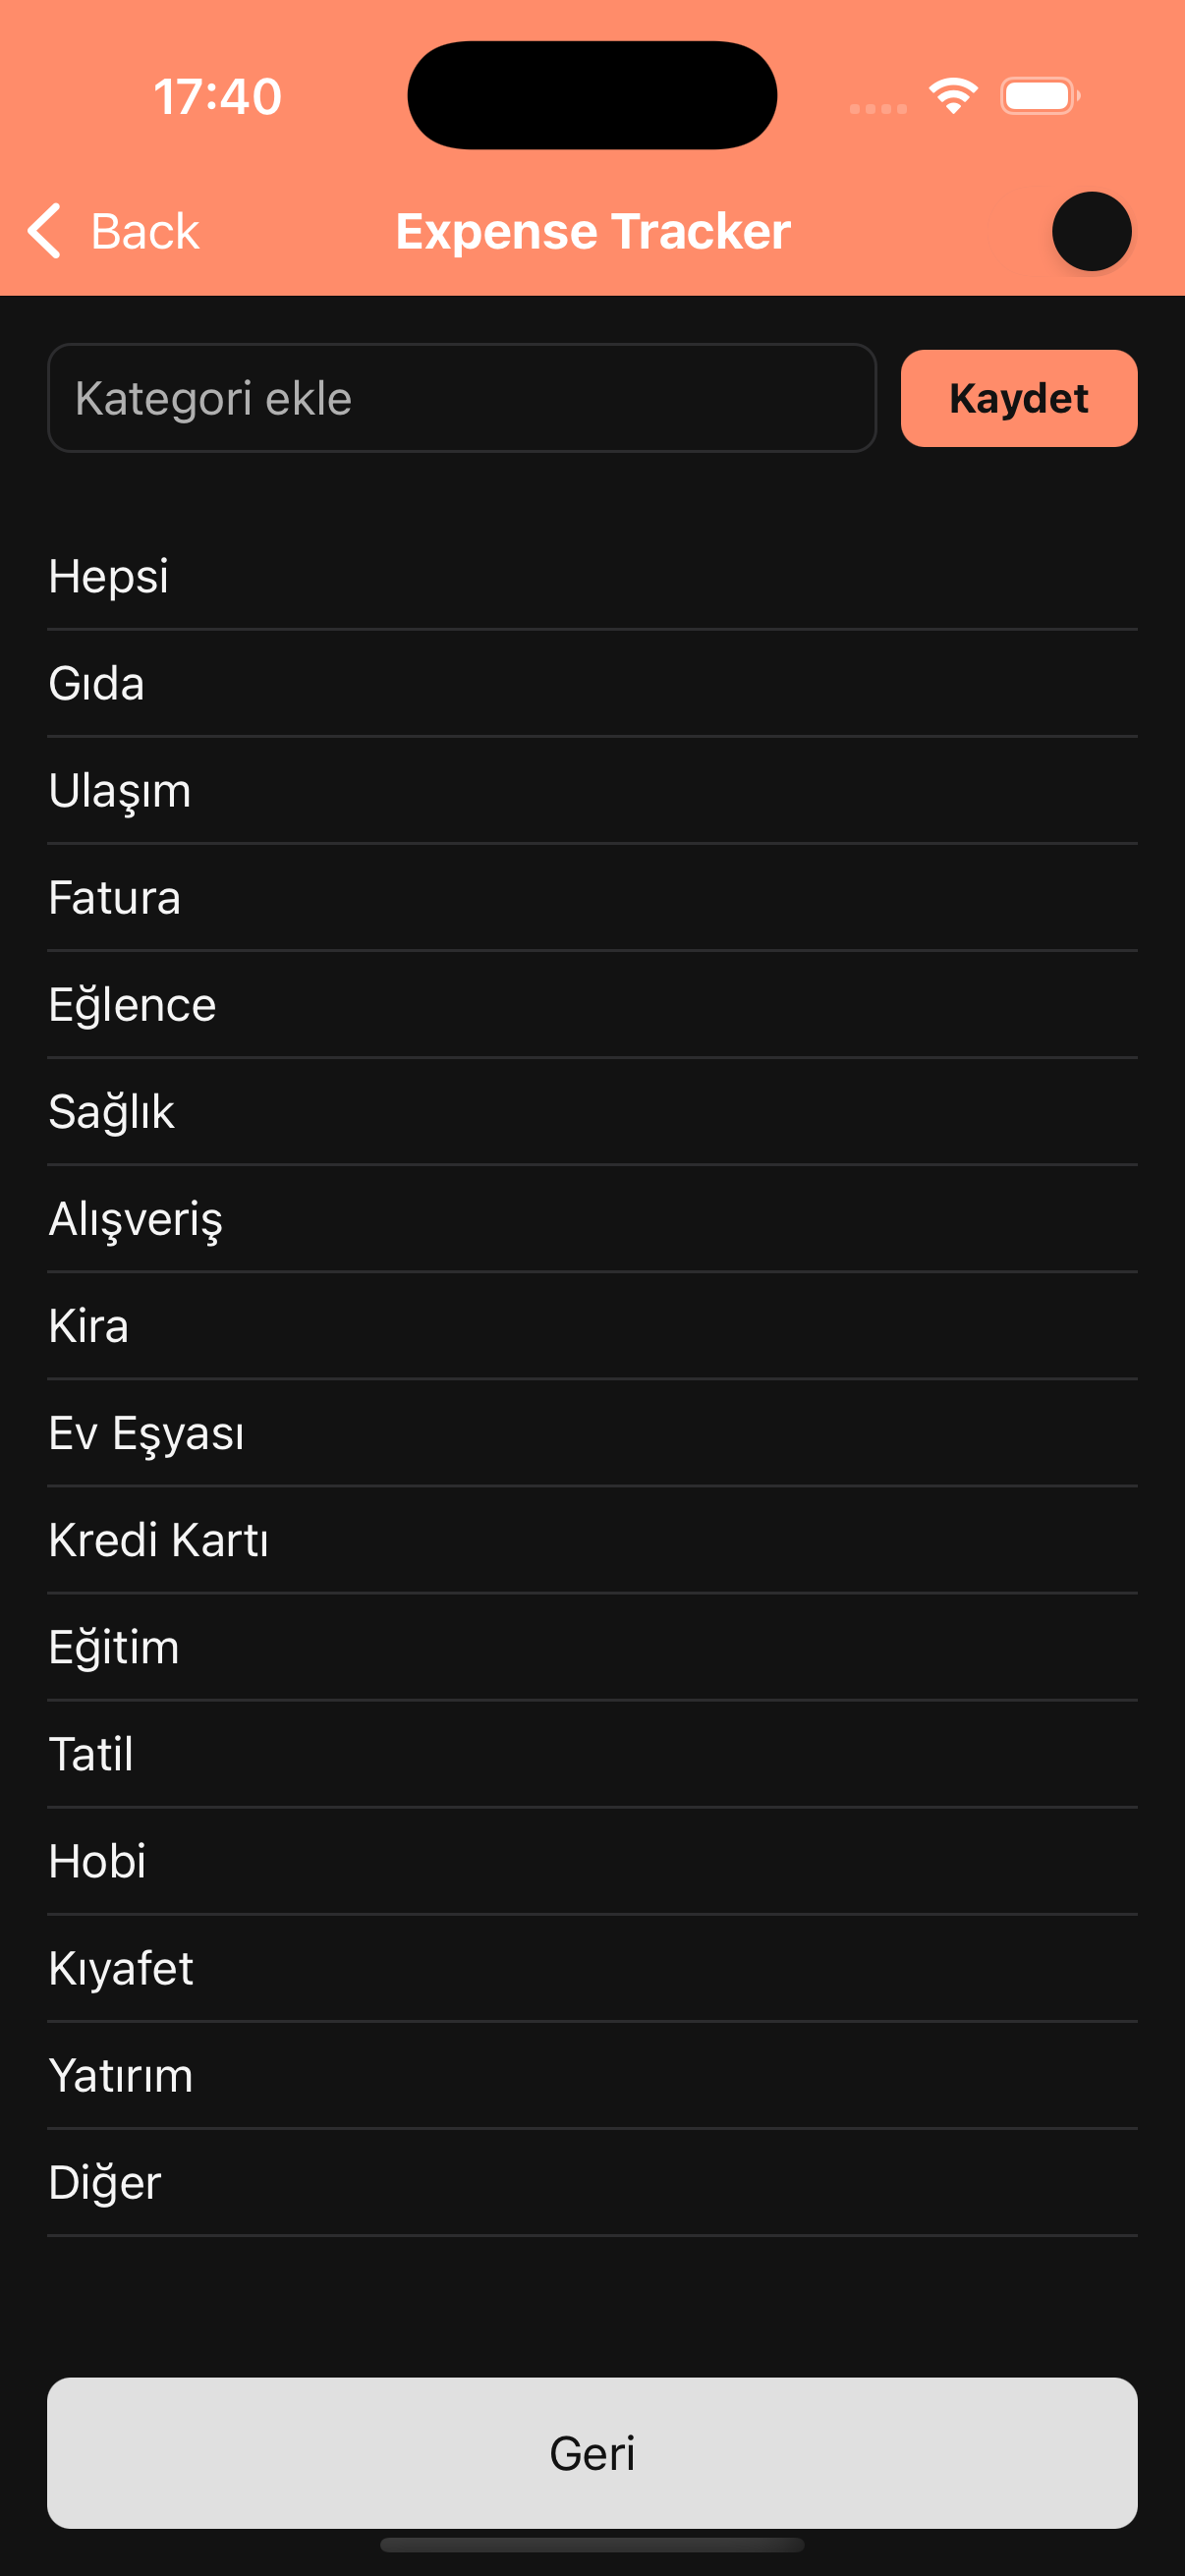 17:40
Back
Expense Tracker
Kategori ekle
Kaydet
Hepsi
Gıda
Ulaşım
Fatura
Eğlence
Sağlık
Alışveriş
Kira
Ev Eşyası
Kredi Kartı
Eğitim
Tatil
Hobi
Kıyafet
Yatırım
Diğer
Geri